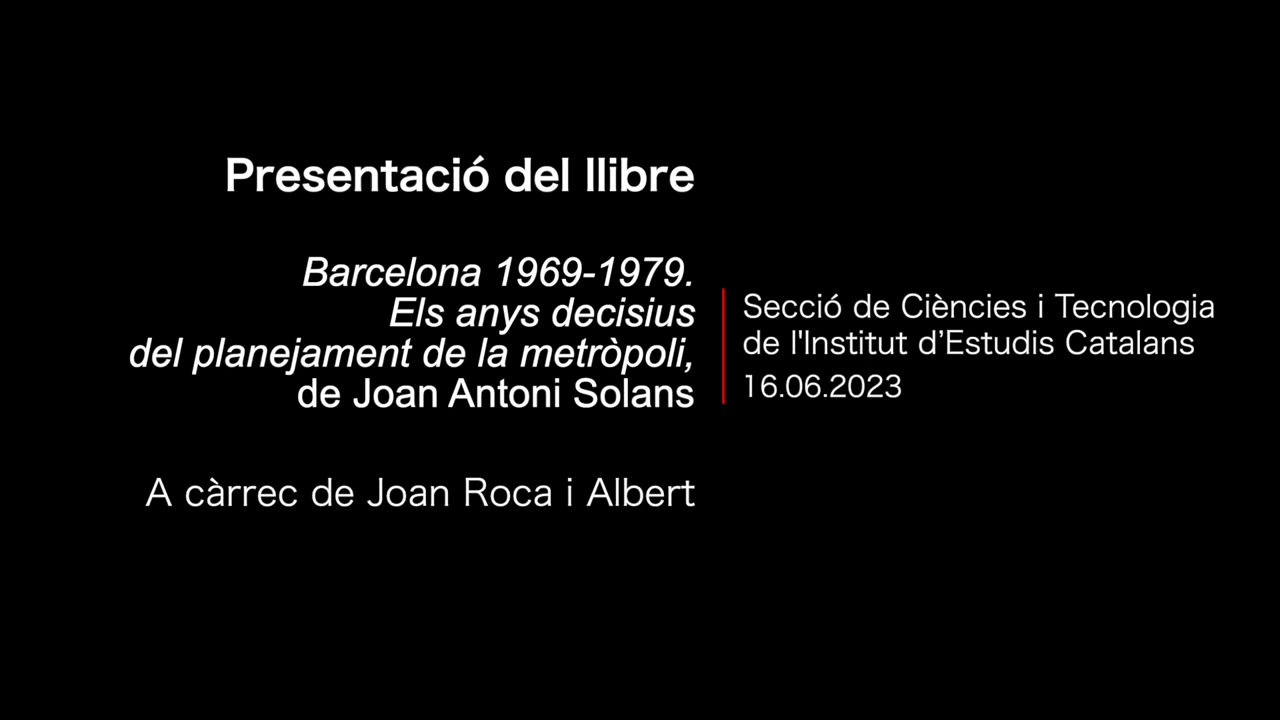 Presentació del llibre
Barcelona 1969-1979.
Els anys decisius
del planejament de la metròpoli,
de Joan Antoni Solans
A càrrec de Joan Roca i Albert
Secció de Ciències i Tecnologia
de l'Institut d’Estudis Catalans
16.06.2023